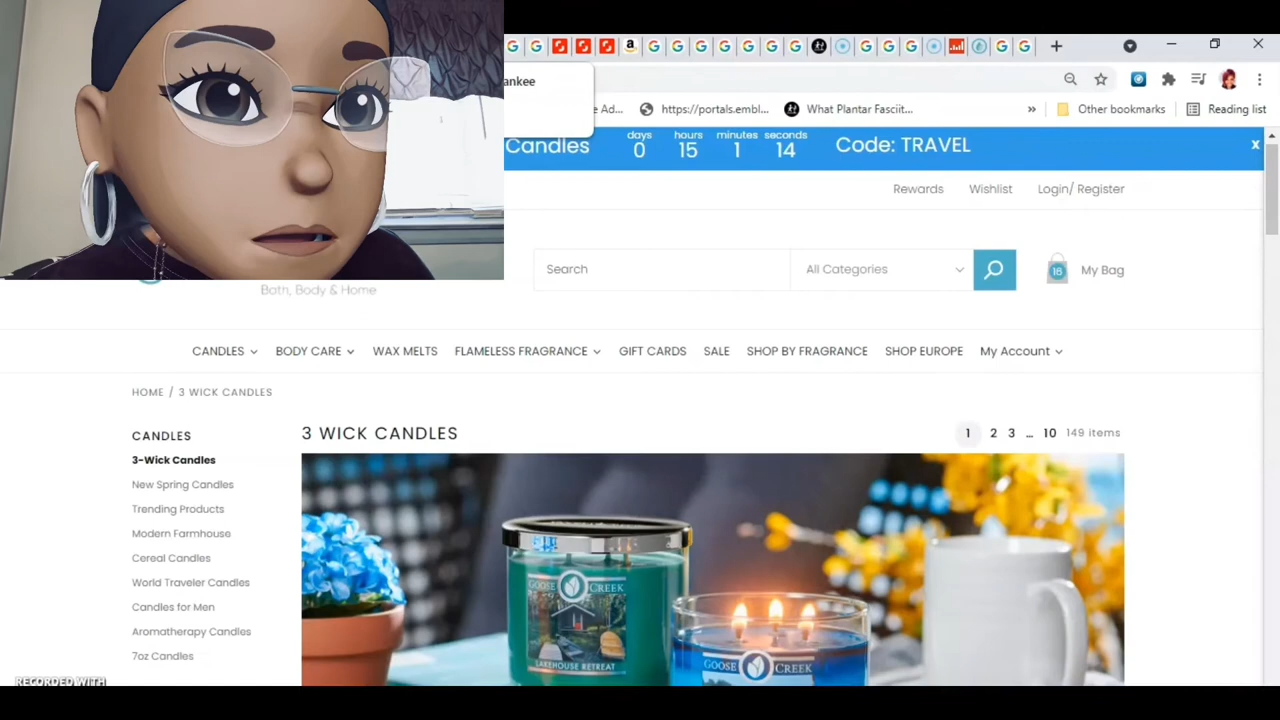 ankee
e Ad...
https://portals.embl...
What Plantar Fasciit...
»
Other bookmarks
Reading list
Candles
days
hours
minutes
seconds
0
15
1
14
Code: TRAVEL
x
Rewards
Wishlist
Login/ Register
Search
All Categories
16
My Bag
Bath, Body & Home
CANDLES
BODY CARE
WAX MELTS
FLAMELESS FRAGRANCE
GIFT CARDS
SALE
SHOP BY FRAGRANCE
SHOP EUROPE
My Account
HOME / 3 WICK CANDLES
CANDLES
3 WICK CANDLES
1 2 3 ... 10 149 items
3-Wick Candles
New Spring Candles
Trending Products
Modern Farmhouse
Cereal Candles
World Traveler Candles
Candles for Men
Aromatherapy Candles
7oz Candles
GOOSE CREEK
LAKEHOUSE RETREAT
GOOSE CREEK
RECORDED WITH